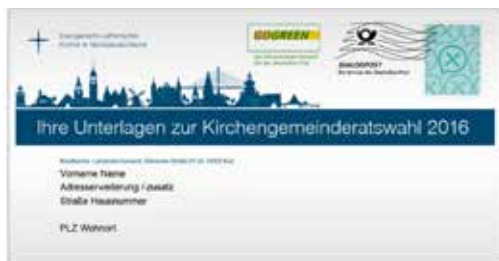 Evangelisch-Lutherische
Kirche in Norddeutschland
GOGREEN
DIALOGPOST
Ihre Unterlagen zur Kirchengemeinderatswahl 2016
Vorname Name
Adresserweiterung / zusatz
Straße Hausnummer
PLZ Wohnort